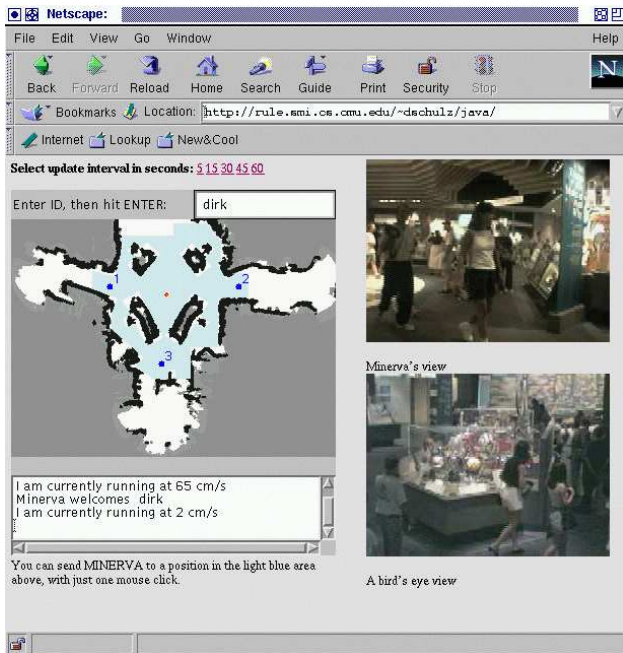 Netscape:
File Edit View Go Window Help
Back Forward Reload Home Search Guide Print Security Stop
N
Bookmarks Location: http://rule.smi.cs.cmu.edu/~dschulz/java/
Internet Lookup New&Cool
Select update interval in seconds: 5 15 30 45 60
Enter ID, then hit ENTER: dirk
1
2
3
Minerva's view
I am currently running at 65 cm/s
Minerva welcomes dirk
I am currently running at 2 cm/s
You can send MINERVA to a position in the light blue area
above, with just one mouse click.
A bird's eye view